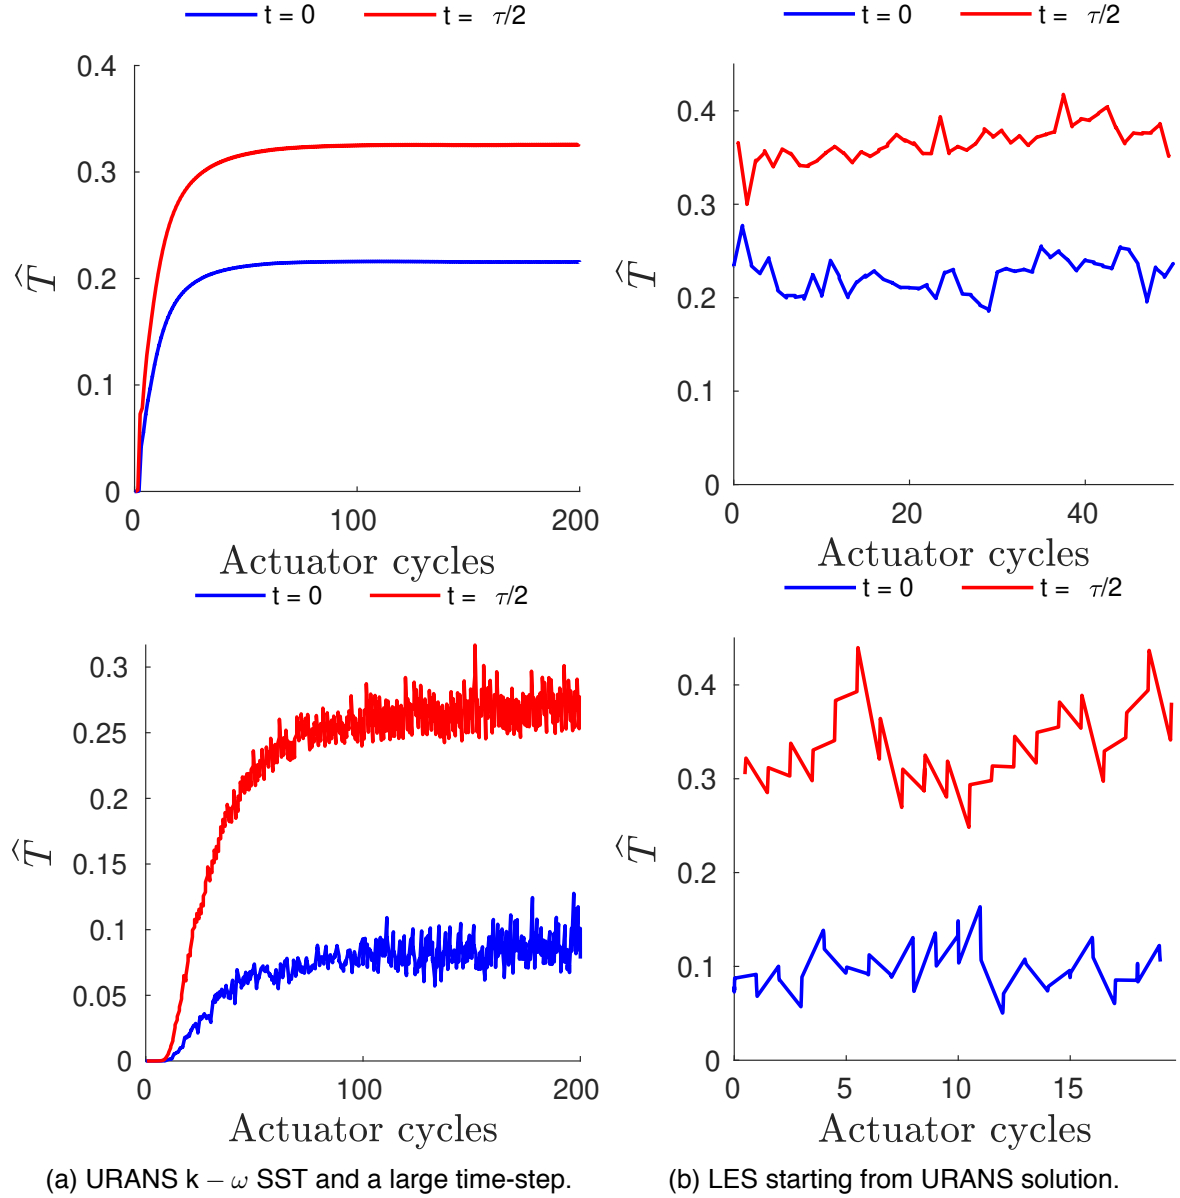 t = 0 t = τ/2
0.4
0.3
0.2
0.1
0
T̂
0 100 200
Actuator cycles
t = 0 t = τ/2
0.4
0.3
0.2
0.1
0
T̂
0 20 40
Actuator cycles
t = 0 t = τ/2
0.3
0.25
0.2
0.15
0.1
0.05
0
T̂
0 100 200
Actuator cycles
t = 0 t = τ/2
0.4
0.3
0.2
0.1
0
T̂
0 5 10 15
Actuator cycles
(a) URANS k − ω SST and a large time-step.
(b) LES starting from URANS solution.